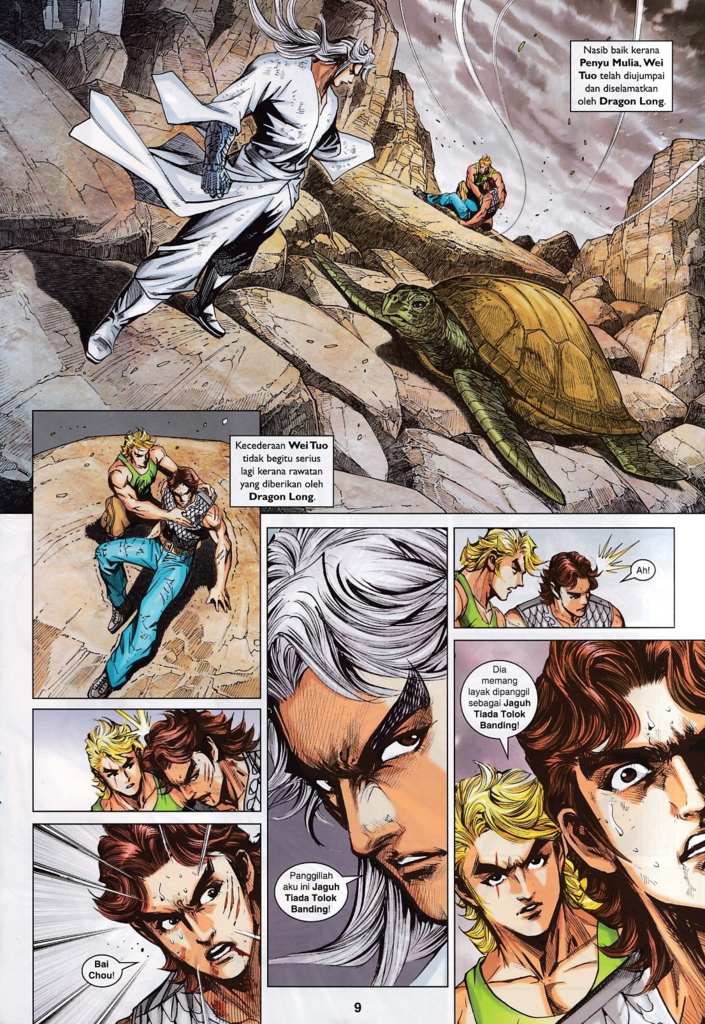 Nasib baik kerana
Penyu Mulia, Wei
Tuo telah diujumpai
dan diselamatkan
oleh Dragon Long.
Kecederaan Wei Tuo
tidak begitu serius
lagi kerana rawatan
yang diberikan oleh
Dragon Long.
Bai
Chou!
Panggillah
aku ini Jaguh
Tiada Tolok
Banding!
Ah!
Dia
memang
layak dipanggil
sebagai Jaguh
Tiada Tolok
Banding!
9